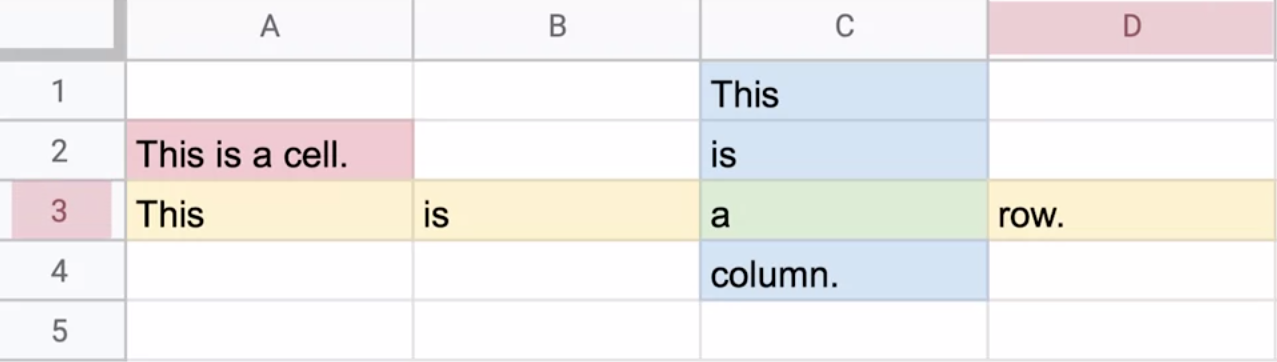 A B C D
1 This
2 This is a cell. is
3 This is a row.
4 column.
5